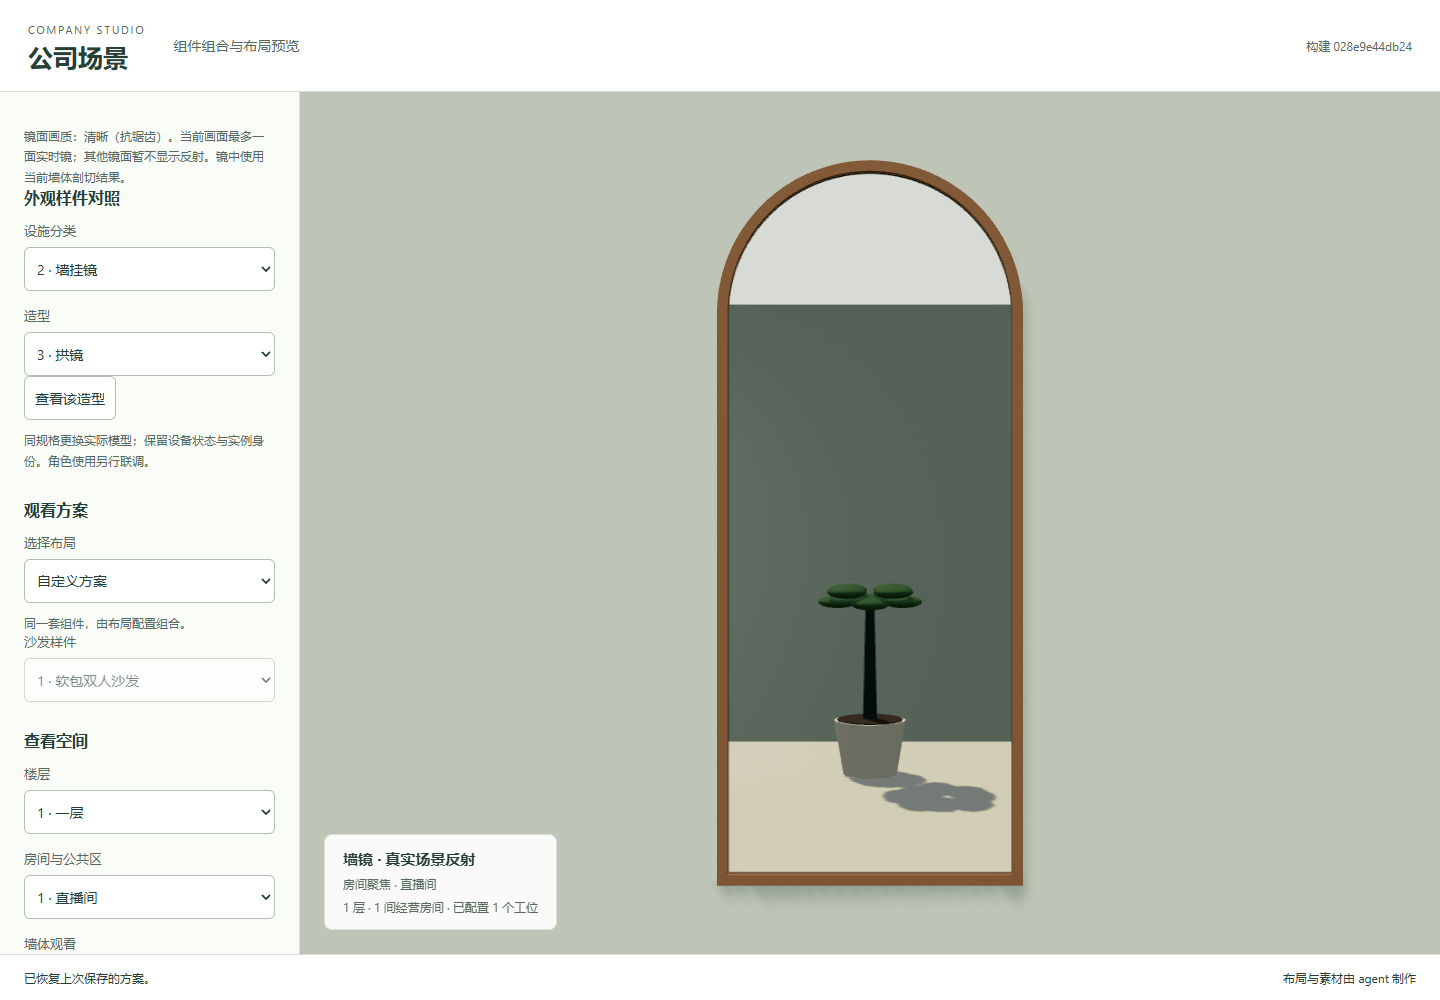 COMPANY STUDIO
公司场景
组件组合与布局预览
构建 028e9e44db24
镜面画质：清晰（抗锯齿）。当前画面最多一
面实时镜；其他镜面暂不显示反射。镜中使用
当前墙体剖切结果。
外观样件对照
设施分类
2 · 墙挂镜
造型
3 · 拱镜
查看该造型
同规格更换实际模型；保留设备状态与实例身
份。角色使用另行联调。
观看方案
选择布局
自定义方案
同一套组件，由布局配置组合。
沙发样件
1 · 软包双人沙发
查看空间
楼层
1 · 一层
房间与公共区
1 · 直播间
墙体观看
墙镜 · 真实场景反射
房间聚焦 · 直播间
1 层 · 1 间经营房间 · 已配置 1 个工位
已恢复上次保存的方案。
布局与素材由 agent 制作